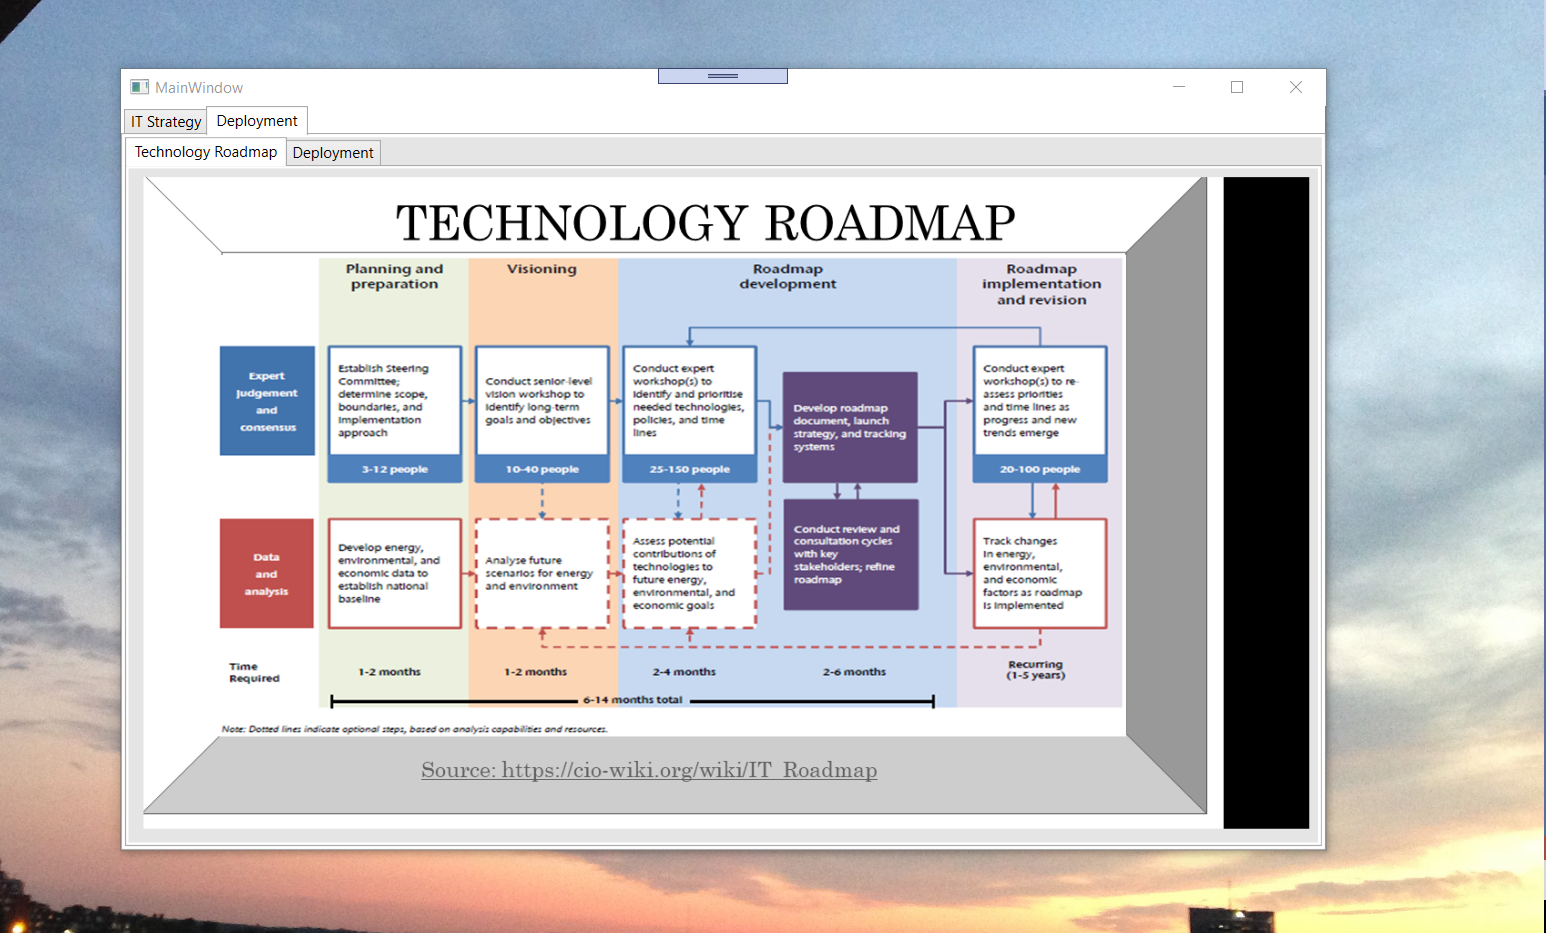 MainWindow
IT Strategy
Deployment
Technology Roadmap
Deployment
TECHNOLOGY ROADMAP
Planning and
preparation
Visioning
Roadmap
development
Roadmap
implementation
and revision
Expert
judgement
and
consensus
Establish Steering
Committee;
determine scope,
boundaries, and
implementation
approach
3-12 people
Conduct senior-level
vision workshop to
identify long-term
goals and objectives
10-40 people
Conduct expert
workshop(s) to
identify and prioritise
needed technologies,
policies, and time
lines
25-150 people
Develop roadmap
document, launch
strategy, and tracking
systems
Conduct expert
workshop(s) to re-
assess priorities
and time lines as
progress and new
trends emerge
20-100 people
Data
and
analysis
Develop energy,
environmental, and
economic data to
establish national
baseline
Analyse future
scenarios for energy
and environment
Assess potential
contributions of
technologies to
future energy,
environmental, and
economic goals
Conduct review and
consultation cycles
with key
stakeholders; refine
roadmap
Track changes
in energy,
environmental,
and economic
factors as roadmap
is implemented
Time
Required
1-2 months
1-2 months
2-4 months
2-6 months
Recurring
(1-5 years)
6-14 months total
Note: Dotted lines indicate optional steps, based on analysis capabilities and resources.
Source: https://cio-wiki.org/wiki/IT_Roadmap